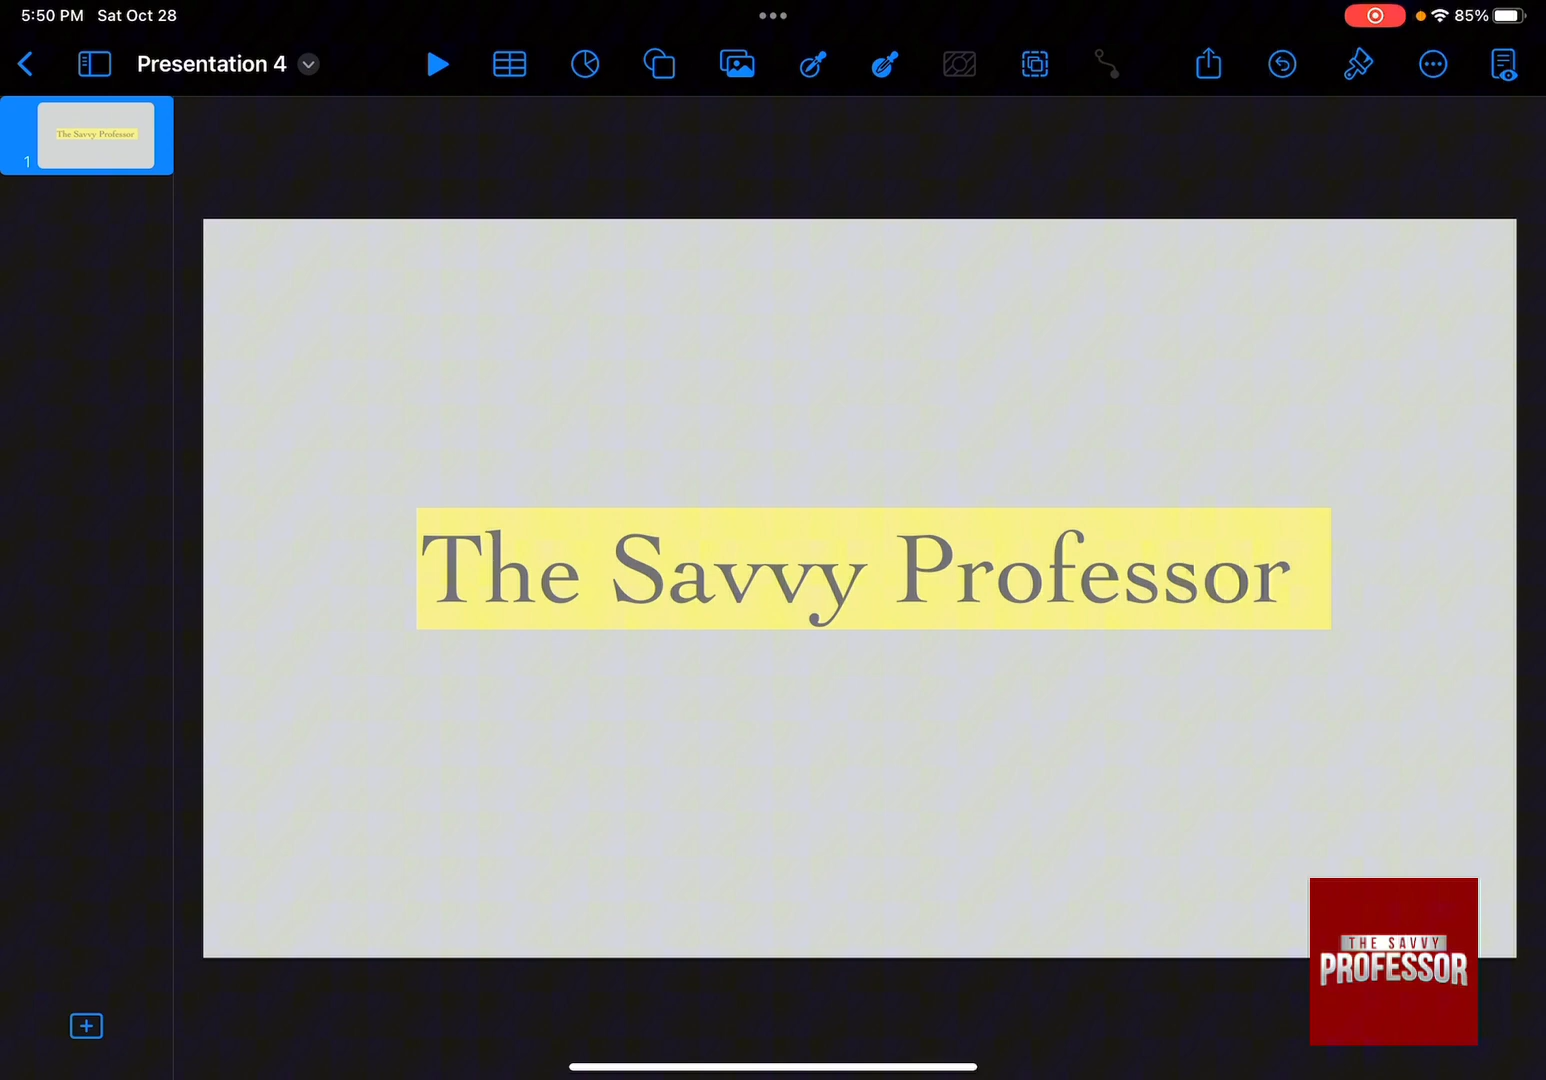 5:50 PM Sat Oct 28
85%
Presentation 4
The Savvy Professor
1
The Savvy Professor
THE SAVVY
PROFESSOR